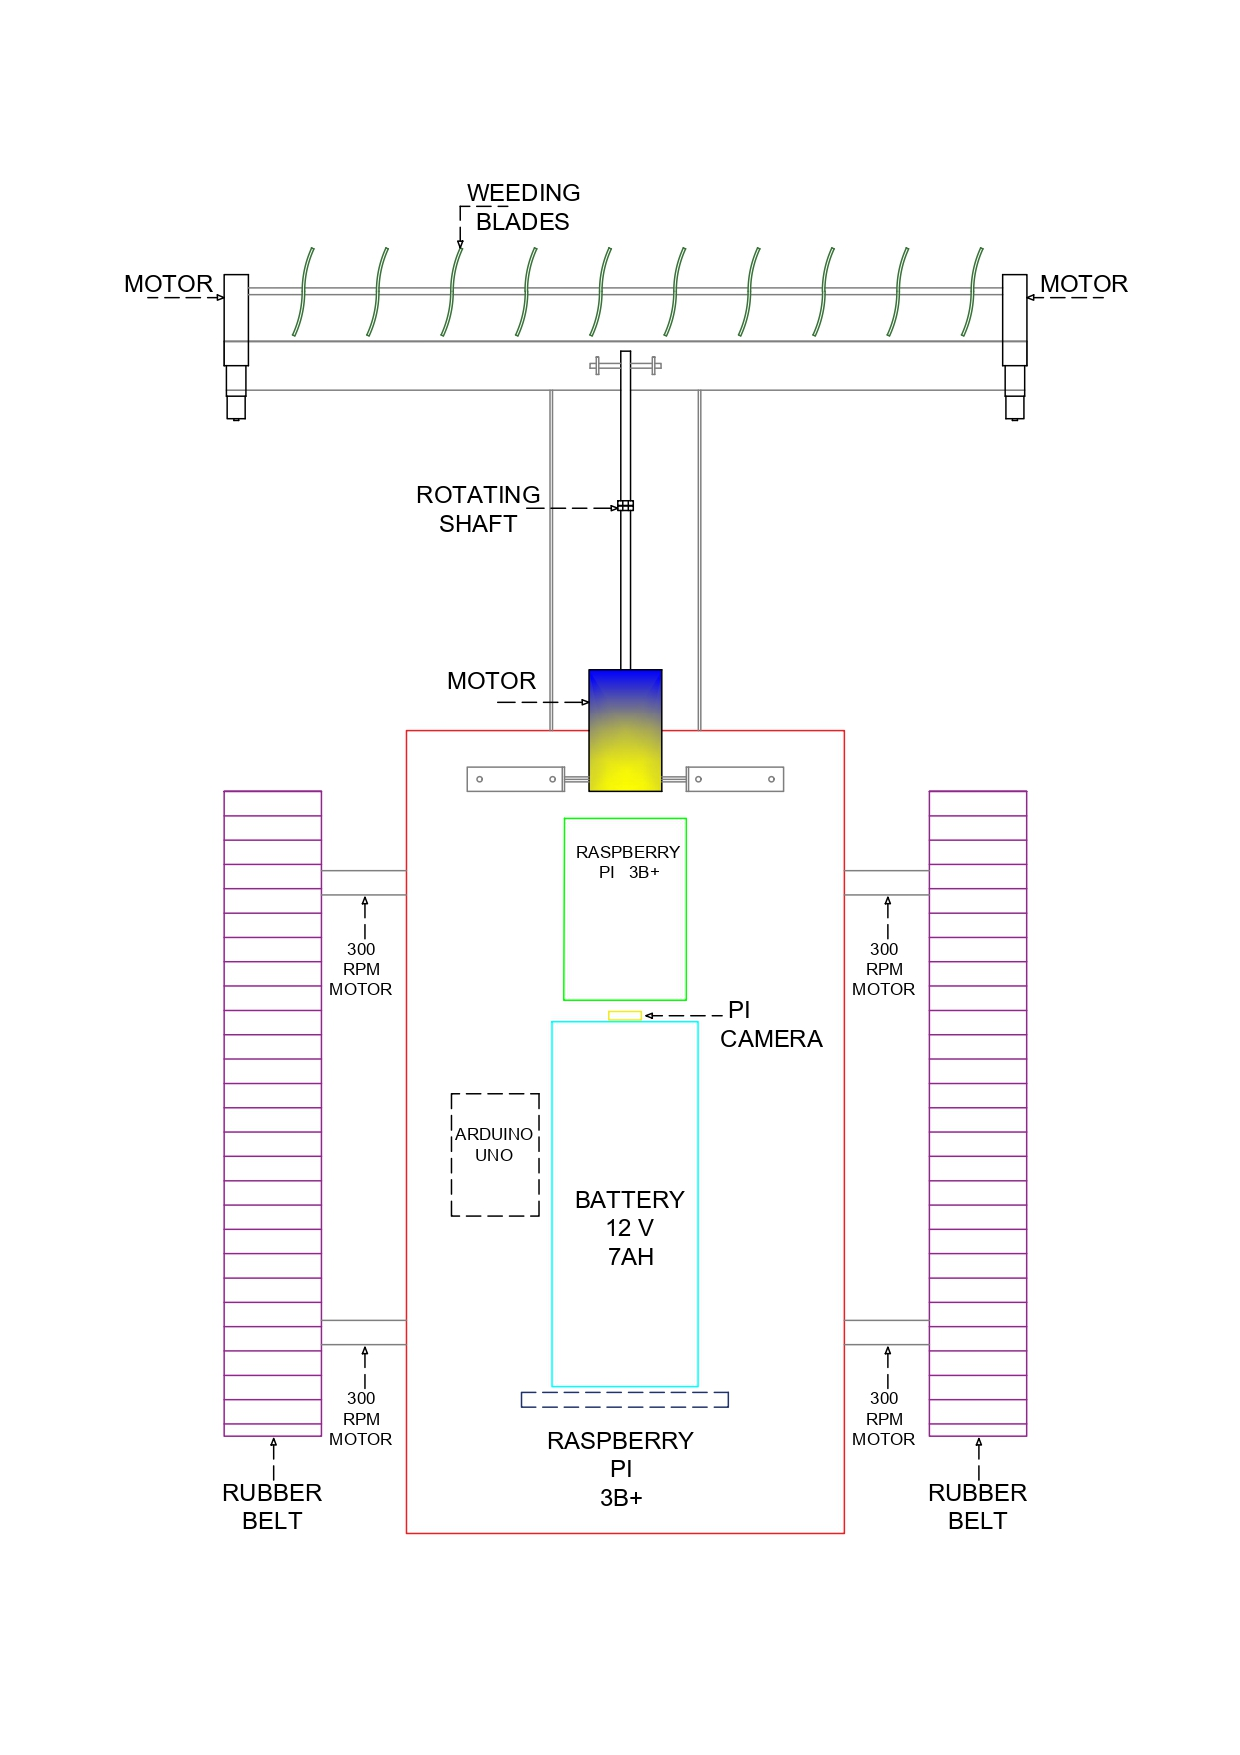 WEEDING
BLADES
MOTOR
MOTOR
ROTATING
SHAFT
MOTOR
RASPBERRY
PI 3B+
300
RPM
MOTOR
300
RPM
MOTOR
PI
CAMERA
ARDUINO
UNO
BATTERY
12 V
7AH
300
RPM
MOTOR
300
RPM
MOTOR
RASPBERRY
PI
3B+
RUBBER
BELT
RUBBER
BELT